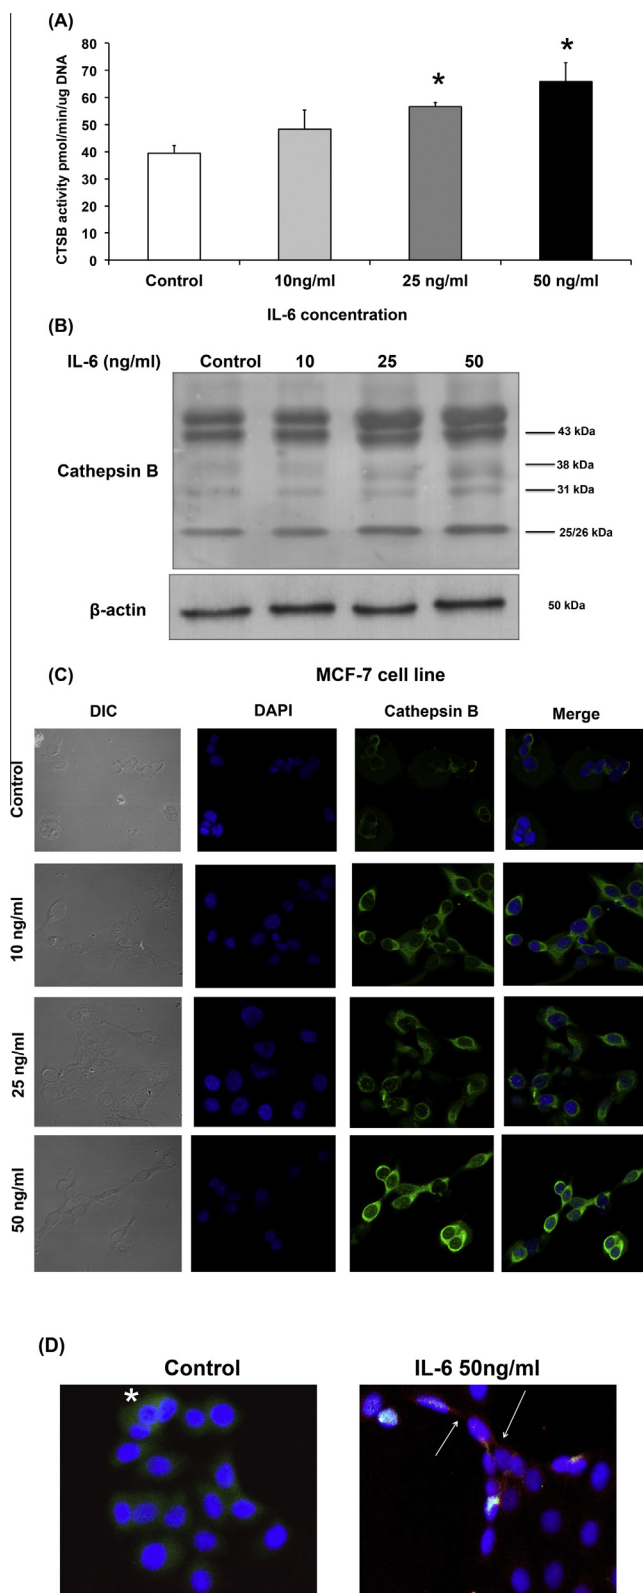 (A)
*
*
CTSB activity pmol/min/ug DNA
80
70
60
50
40
30
20
10
0
Control 10ng/ml 25 ng/ml 50 ng/ml
IL-6 concentration
(B)
IL-6 (ng/ml) Control 10 25 50
43 kDa
38 kDa
Cathepsin B
31 kDa
25/26 kDa
β-actin
50 kDa
(C) MCF-7 cell line
DIC DAPI Cathepsin B Merge
Control
10 ng/ml
25 ng/ml
50 ng/ml
(D)
Control IL-6 50ng/ml
*